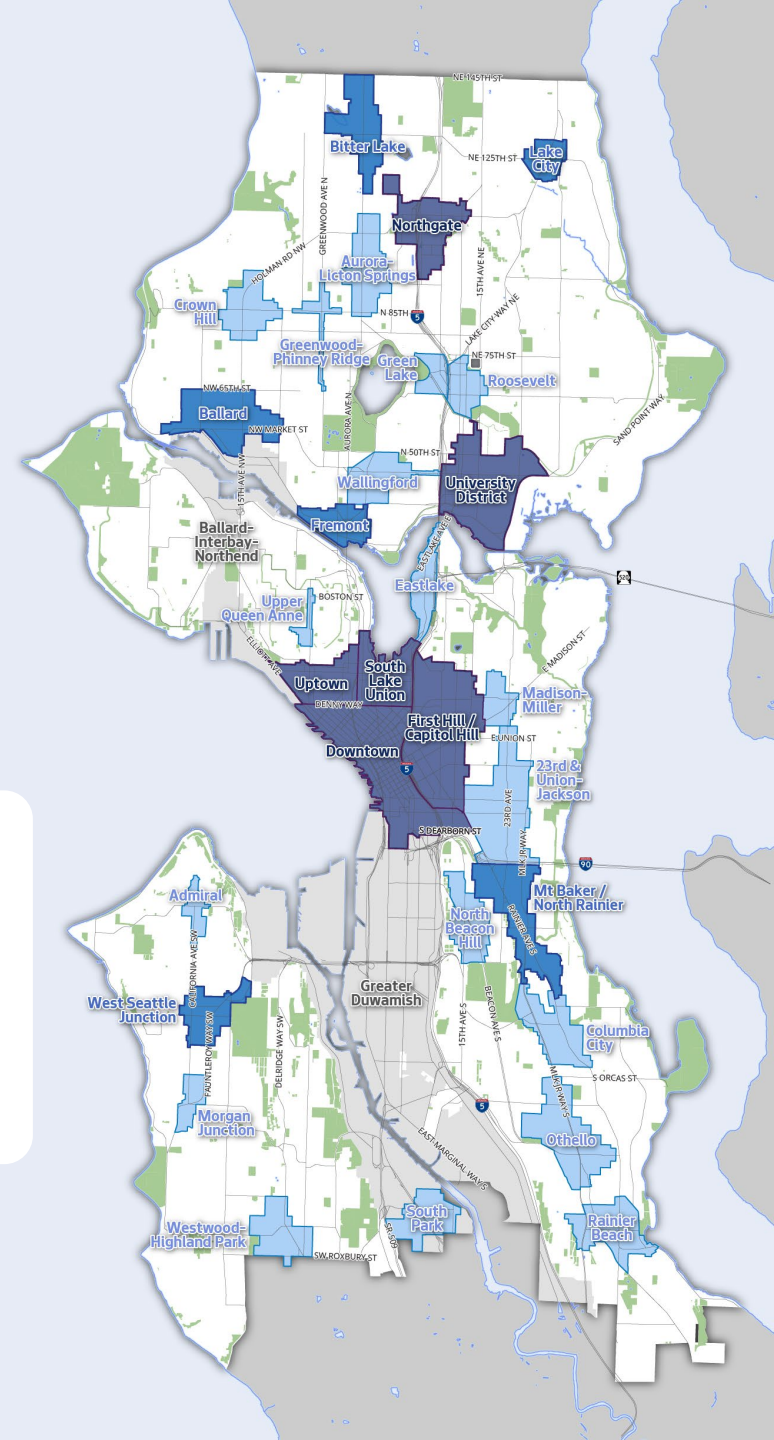 NE 145TH ST
Bitter Lake
Lake
City
NE 125TH ST
GREENWOOD AVE N
Northgate
Aurora-
Licton Springs
HOLMAN RD NW
15TH AVE NE
Crown
Hill
N 85TH
5
LAKE CITY WAY NE
Greenwood-
Phinney Ridge
Green
Lake
NE 75TH ST
Roosevelt
NW 65TH ST
Ballard
NW MARKET ST
AURORA AVE N
SAND POINT WAY
N 50TH ST
15TH AVE NW
Wallingford
University
District
Fremont
Ballard-
Interbay-
Northend
EASTLAKE AVE E
520
Eastlake
BOSTON ST
Upper
Queen Anne
ELLIOTT AVE
E MADISON ST
South
Lake
Union
Uptown
DENNY WAY
Madison-
Miller
First Hill /
Capitol Hill
E UNION ST
Downtown
5
23rd &
Union-
Jackson
23RD AVE
S DEARBORN ST
MLK JR WAY
90
Admiral
Mt Baker /
North Rainier
North
Beacon
Hill
RAINIER AVE S
CALIFORNIA AVE SW
Greater
Duwamish
West Seattle
Junction
FAUNTLEROY WAY SW
DELRIDGE WAY SW
15TH AVE S
BEACON AVE S
Columbia
City
MLK JR WAY S
S ORCAS ST
5
Morgan
Junction
Othello
EAST MARGINAL WAY S
South
Park
Rainier
Beach
Westwood-
Highland Park
SR 509
SW ROXBURY ST